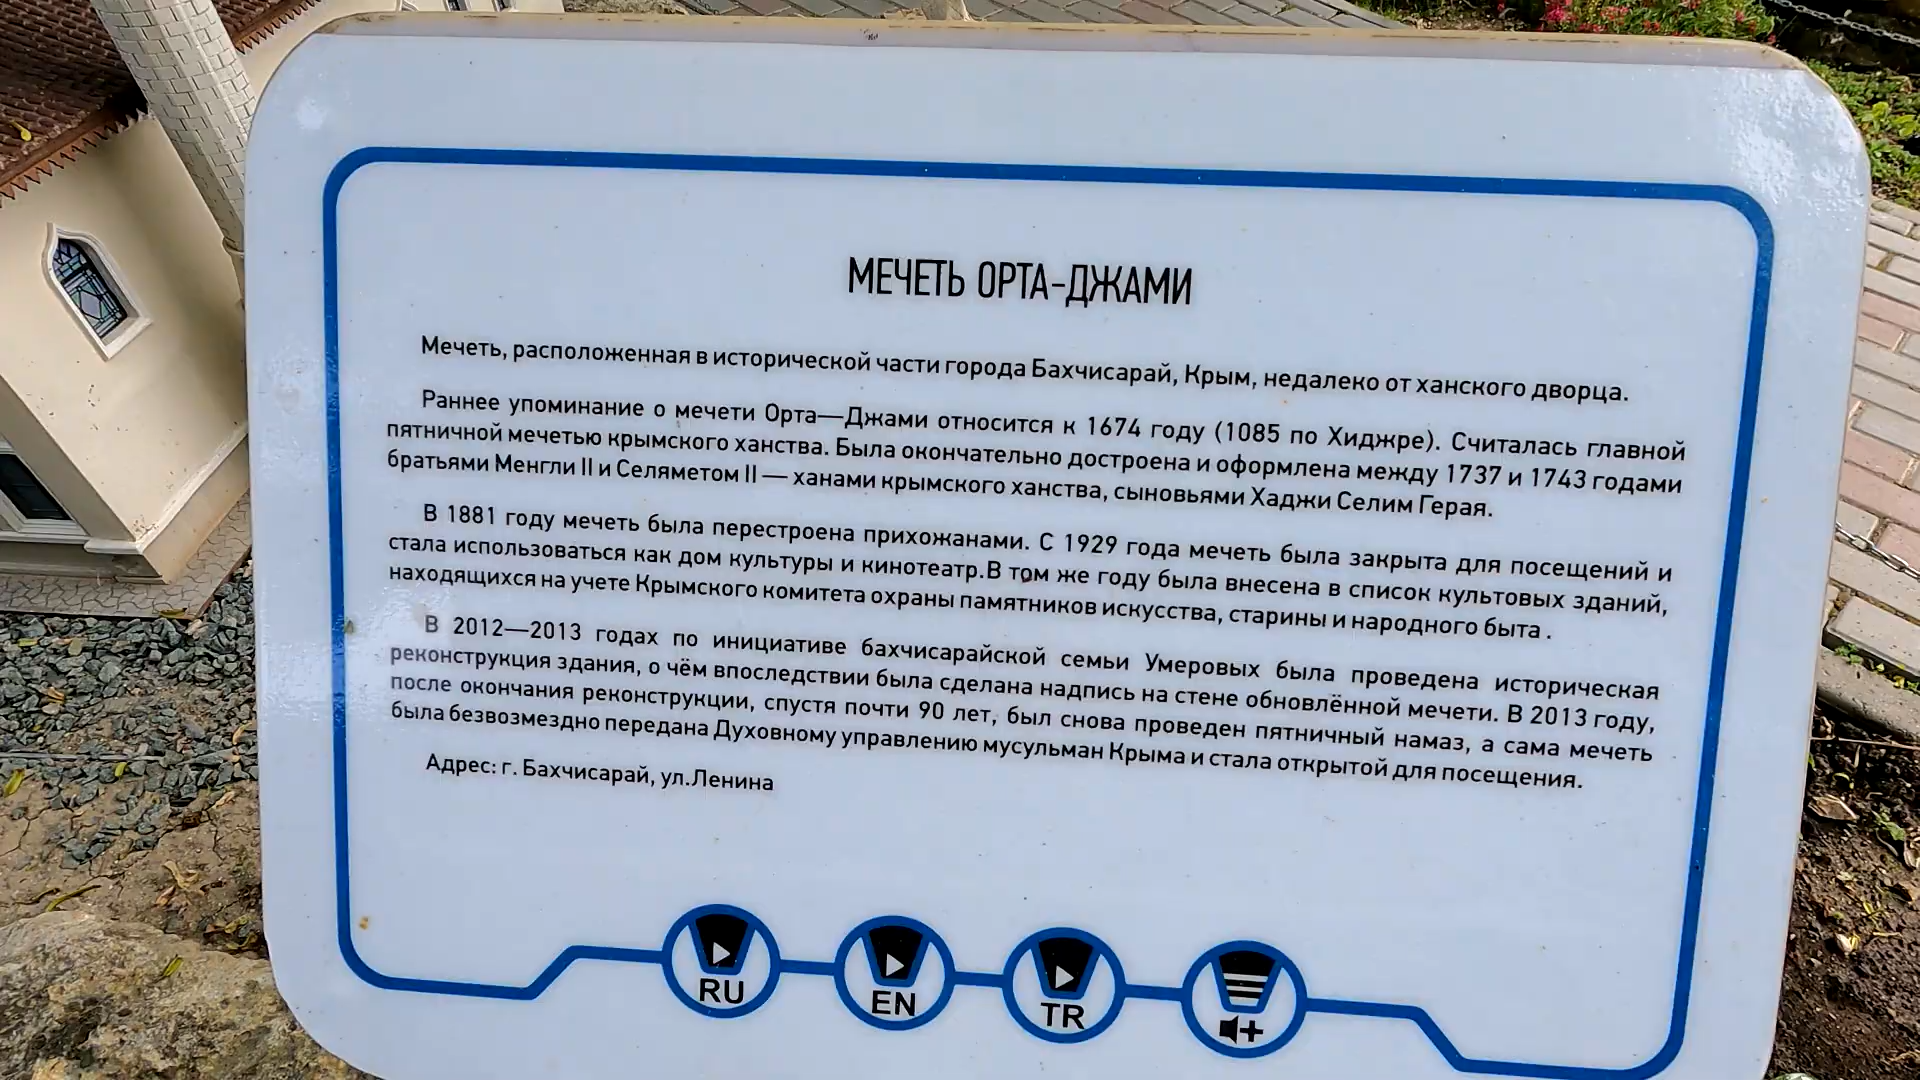 МЕЧЕТЬ ОРТА-ДЖАМИ
Мечеть, расположенная в исторической части города Бахчисарай, Крым, недалеко от ханского дворца.
Раннее упоминание о мечети Орта—Джами относится к 1674 году (1085 по Хиджре). Считалась главной
пятничной мечетью крымского ханства. Была окончательно достроена и оформлена между 1737 и 1743 годами
братьями Менгли II и Селяметом II — ханами крымского ханства, сыновьями Хаджи Селим Герая.
В 1881 году мечеть была перестроена прихожанами. С 1929 года мечеть была закрыта для посещений и
стала использоваться как дом культуры и кинотеатр.В том же году была внесена в список культовых зданий,
находящихся на учете Крымского комитета охраны памятников искусства, старины и народного быта .
В 2012—2013 годах по инициативе бахчисарайской семьи Умеровых была проведена историческая
реконструкция здания, о чём впоследствии была сделана надпись на стене обновлённой мечети. В 2013 году,
после окончания реконструкции, спустя почти 90 лет, был снова проведен пятничный намаз, а сама мечеть
была безвозмездно передана Духовному управлению мусульман Крыма и стала открытой для посещения.
Адрес: г. Бахчисарай, ул.Ленина
RU EN TR